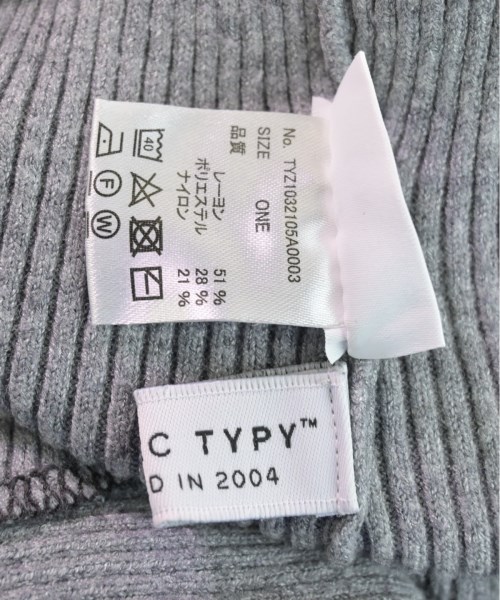 No. TYZ1032105A0003
SIZE ONE
品質
レーヨン 51%
ポリエステル 28%
ナイロン 21%
40
F
W
C TYPY™
D IN 2004